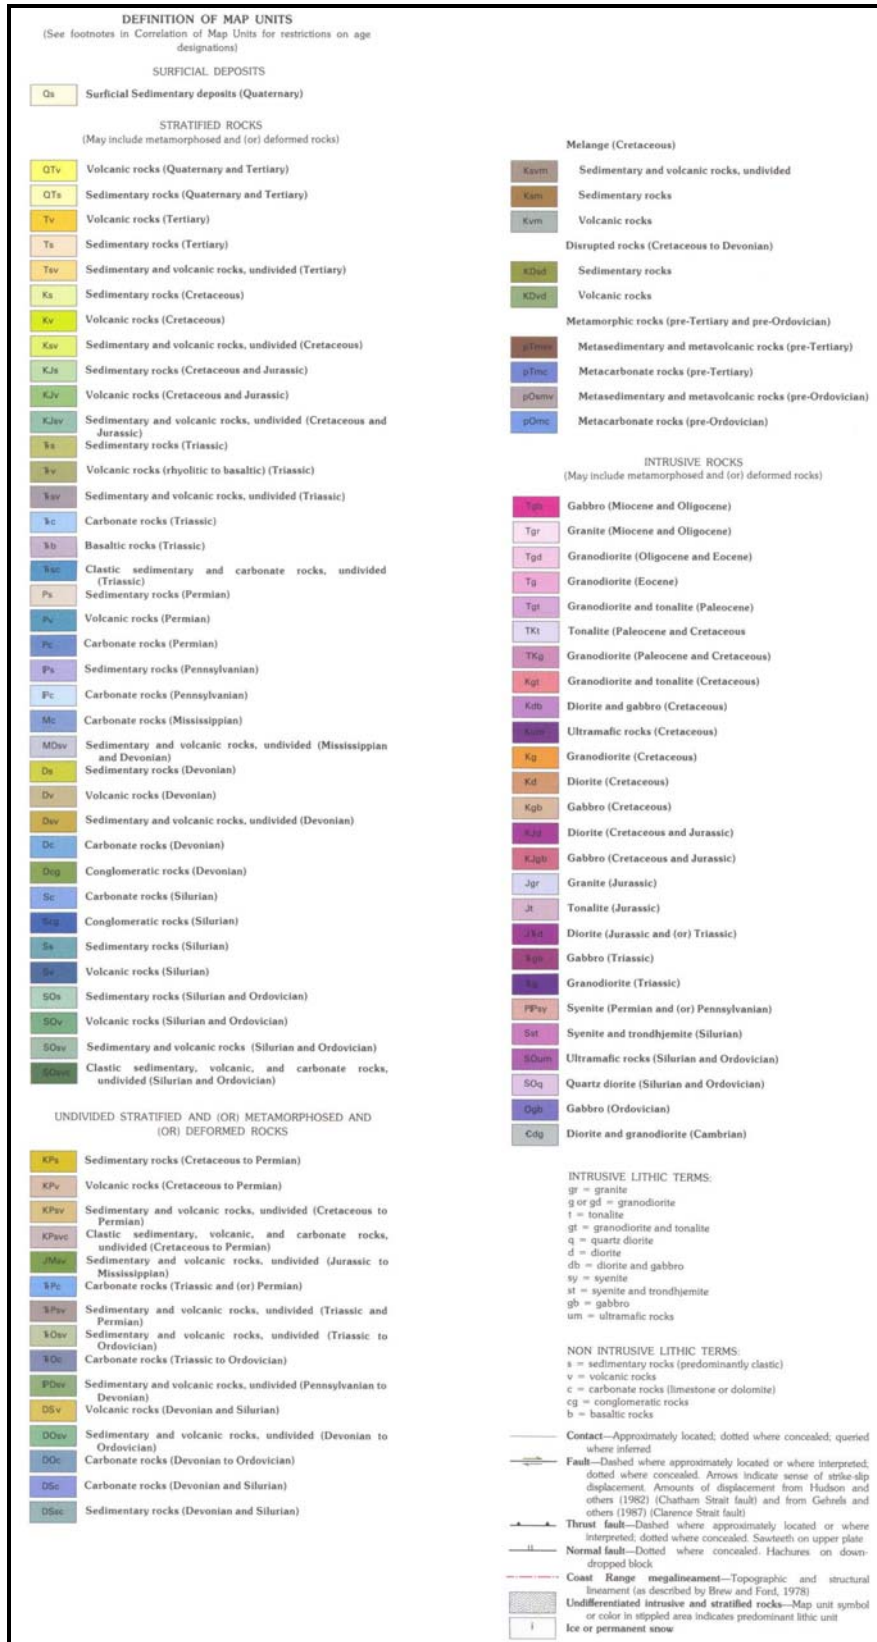 DEFINITION OF MAP UNITS
(See footnotes in Correlation of Map Units for restrictions on age
designations)
SURFICIAL DEPOSITS
Qs Surficial Sedimentary deposits (Quaternary)
STRATIFIED ROCKS
(May include metamorphosed and (or) deformed rocks)
QTv Volcanic rocks (Quaternary and Tertiary)
QTs Sedimentary rocks (Quaternary and Tertiary)
Tv Volcanic rocks (Tertiary)
Ts Sedimentary rocks (Tertiary)
Tsv Sedimentary and volcanic rocks, undivided (Tertiary)
Ks Sedimentary rocks (Cretaceous)
Kv Volcanic rocks (Cretaceous)
Ksv Sedimentary and volcanic rocks, undivided (Cretaceous)
KJs Sedimentary rocks (Cretaceous and Jurassic)
KJv Volcanic rocks (Cretaceous and Jurassic)
KJsv Sedimentary and volcanic rocks, undivided (Cretaceous and
Jurassic)
Ꞧs Sedimentary rocks (Triassic)
Ꞧv Volcanic rocks (rhyolitic to basaltic) (Triassic)
Ꞧsv Sedimentary and volcanic rocks, undivided (Triassic)
Ꞧc Carbonate rocks (Triassic)
Ꞧb Basaltic rocks (Triassic)
Ꞧsc Clastic sedimentary and carbonate rocks, undivided
(Triassic)
Ps Sedimentary rocks (Permian)
Pv Volcanic rocks (Permian)
Pc Carbonate rocks (Permian)
ℙs Sedimentary rocks (Pennsylvanian)
ℙc Carbonate rocks (Pennsylvanian)
Mc Carbonate rocks (Mississippian)
MDsv Sedimentary and volcanic rocks, undivided (Mississippian
and Devonian)
Ds Sedimentary rocks (Devonian)
Dv Volcanic rocks (Devonian)
Dsv Sedimentary and volcanic rocks, undivided (Devonian)
Dc Carbonate rocks (Devonian)
Dcg Conglomeratic rocks (Devonian)
Sc Carbonate rocks (Silurian)
Scg Conglomeratic rocks (Silurian)
Ss Sedimentary rocks (Silurian)
Sv Volcanic rocks (Silurian)
SOs Sedimentary rocks (Silurian and Ordovician)
SOv Volcanic rocks (Silurian and Ordovician)
SOsv Sedimentary and volcanic rocks (Silurian and Ordovician)
SOsvc Clastic sedimentary, volcanic, and carbonate rocks,
undivided (Silurian and Ordovician)
UNDIVIDED STRATIFIED AND (OR) METAMORPHOSED AND
(OR) DEFORMED ROCKS
KPs Sedimentary rocks (Cretaceous to Permian)
KPv Volcanic rocks (Cretaceous to Permian)
KPsv Sedimentary and volcanic rocks, undivided (Cretaceous to
Permian)
KPsvc Clastic sedimentary, volcanic, and carbonate rocks,
undivided (Cretaceous to Permian)
JMsv Sedimentary and volcanic rocks, undivided (Jurassic to
Mississippian)
ꞦPc Carbonate rocks (Triassic and (or) Permian)
ꞦPsv Sedimentary and volcanic rocks, undivided (Triassic and
Permian)
ꞦOsv Sedimentary and volcanic rocks, undivided (Triassic to
Ordovician)
ꞦOc Carbonate rocks (Triassic to Ordovician)
ℙDsv Sedimentary and volcanic rocks, undivided (Pennsylvanian to
Devonian)
DSv Volcanic rocks (Devonian and Silurian)
DOsv Sedimentary and volcanic rocks, undivided (Devonian to
Ordovician)
DOc Carbonate rocks (Devonian to Ordovician)
DSc Carbonate rocks (Devonian and Silurian)
DSsc Sedimentary rocks (Devonian and Silurian)
Melange (Cretaceous)
Ksvm Sedimentary and volcanic rocks, undivided
Ksm Sedimentary rocks
Kvm Volcanic rocks
Disrupted rocks (Cretaceous to Devonian)
KDsd Sedimentary rocks
KDvd Volcanic rocks
Metamorphic rocks (pre-Tertiary and pre-Ordovician)
Metasedimentary and metavolcanic rocks (pre-Tertiary)
pTmc Metacarbonate rocks (pre-Tertiary)
pOsmv Metasedimentary and metavolcanic rocks (pre-Ordovician)
pOmc Metacarbonate rocks (pre-Ordovician)
INTRUSIVE ROCKS
(May include metamorphosed and (or) deformed rocks)
Tgb Gabbro (Miocene and Oligocene)
Tgr Granite (Miocene and Oligocene)
Tgd Granodiorite (Oligocene and Eocene)
Tg Granodiorite (Eocene)
Tgt Granodiorite and tonalite (Paleocene)
TKt Tonalite (Paleocene and Cretaceous
TKg Granodiorite (Paleocene and Cretaceous)
Kgt Granodiorite and tonalite (Cretaceous)
Kdb Diorite and gabbro (Cretaceous)
Kum Ultramafic rocks (Cretaceous)
Kg Granodiorite (Cretaceous)
Kd Diorite (Cretaceous)
Kgb Gabbro (Cretaceous)
KJd Diorite (Cretaceous and Jurassic)
KJgb Gabbro (Cretaceous and Jurassic)
Jgr Granite (Jurassic)
Jt Tonalite (Jurassic)
JꞦd Diorite (Jurassic and (or) Triassic)
Ꞧgb Gabbro (Triassic)
Ꞧg Granodiorite (Triassic)
PℙPsy Syenite (Permian and (or) Pennsylvanian)
Sst Syenite and trondhjemite (Silurian)
SOum Ultramafic rocks (Silurian and Ordovician)
SOq Quartz diorite (Silurian and Ordovician)
Ogb Gabbro (Ordovician)
Єdg Diorite and granodiorite (Cambrian)
INTRUSIVE LITHIC TERMS:
gr = granite
g or gd = granodiorite
t = tonalite
gt = granodiorite and tonalite
q = quartz diorite
d = diorite
db = diorite and gabbro
sy = syenite
st = syenite and trondhjemite
gb = gabbro
um = ultramafic rocks
NON INTRUSIVE LITHIC TERMS:
s = sedimentary rocks (predominantly clastic)
v = volcanic rocks
c = carbonate rocks (limestone or dolomite)
cg = conglomeratic rocks
b = basaltic rocks
Contact—Approximately located; dotted where concealed; queried
where inferred
Fault—Dashed where approximately located or where interpreted;
dotted where concealed. Arrows indicate sense of strike-slip
displacement. Amounts of displacement from Hudson and
others (1982) (Chatham Strait fault) and from Gehrels and
others (1987) (Clarence Strait fault)
Thrust fault—Dashed where approximately located or where
interpreted; dotted where concealed. Sawteeth on upper plate
Normal fault—Dotted where concealed. Hachures on down-
dropped block
Coast Range megalineament—Topographic and structural
lineament (as described by Brew and Ford, 1978)
Undifferentiated intrusive and stratified rocks—Map unit symbol
or color in stippled area indicates predominant lithic unit
i Ice or permanent snow